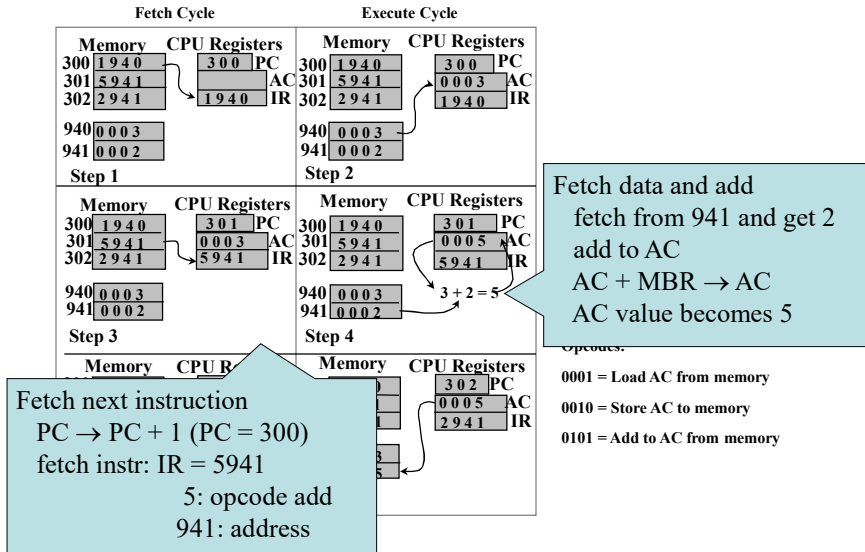 Fetch Cycle
Execute Cycle
Memory CPU Registers
300 1 9 4 0 3 0 0 PC
301 5 9 4 1 AC
302 2 9 4 1 1 9 4 0 IR
940 0 0 0 3
941 0 0 0 2
Step 1
Memory CPU Registers
300 1 9 4 0 3 0 0 PC
301 5 9 4 1 0 0 0 3 AC
302 2 9 4 1 1 9 4 0 IR
940 0 0 0 3
941 0 0 0 2
Step 2
Memory CPU Registers
300 1 9 4 0 3 0 1 PC
301 5 9 4 1 0 0 0 3 AC
302 2 9 4 1 5 9 4 1 IR
940 0 0 0 3
941 0 0 0 2
Step 3
Memory CPU Registers
300 1 9 4 0 3 0 1 PC
301 5 9 4 1 0 0 0 5 AC
302 2 9 4 1 5 9 4 1 IR
940 0 0 0 3 3 + 2 = 5
941 0 0 0 2
Step 4
Fetch data and add
fetch from 941 and get 2
add to AC
AC + MBR → AC
AC value becomes 5
Memory CPU
Memory CPU Registers
3 0 2 PC
0 0 0 5 AC
2 9 4 1 IR
Fetch next instruction
PC → PC + 1 (PC = 300)
fetch instr: IR = 5941
5: opcode add
941: address
Opcodes:
0001 = Load AC from memory
0010 = Store AC to memory
0101 = Add to AC from memory